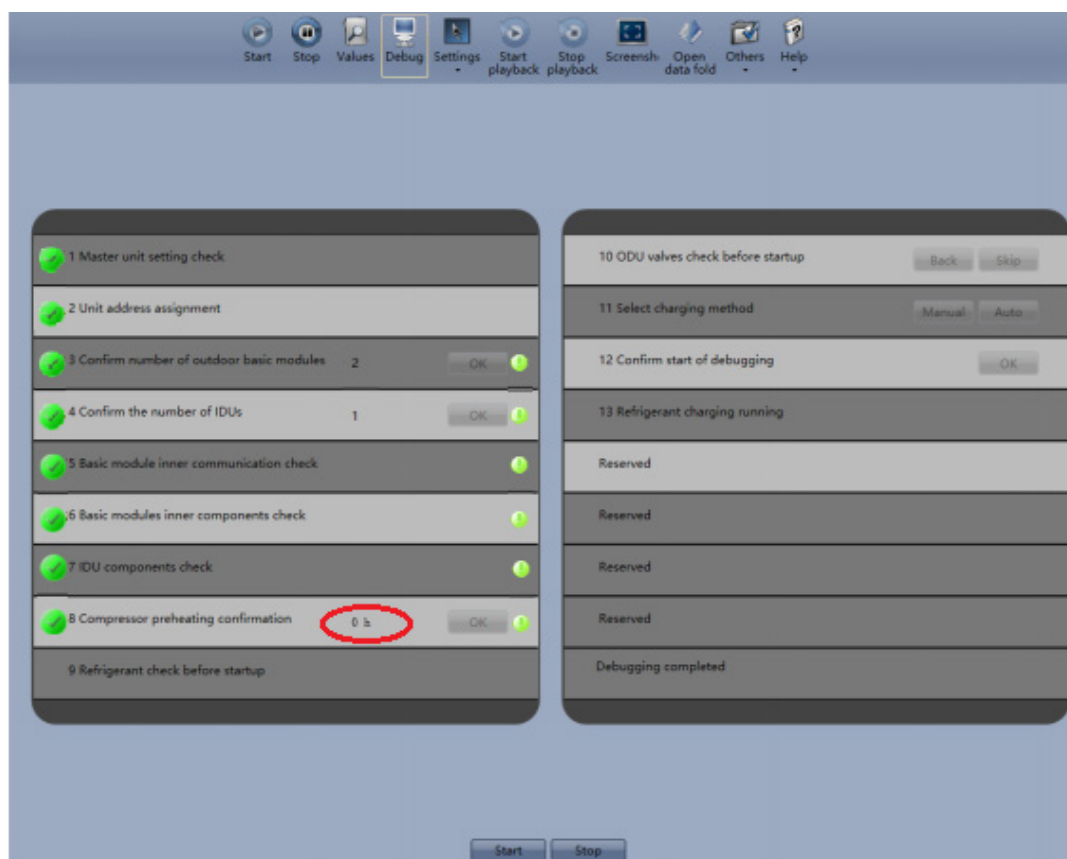 Start Stop Values Debug Settings Start playback Stop playback Screensh Open data fold Others Help
1 Master unit setting check
2 Unit address assignment
3 Confirm number of outdoor basic modules 2 OK
4 Confirm the number of IDUs 1 OK
5 Basic module inner communication check
6 Basic modules inner components check
7 IDU components check
8 Compressor preheating confirmation 0 h OK
9 Refrigerant check before startup
10 ODU valves check before startup Back Skip
11 Select charging method Manual Auto
12 Confirm start of debugging OK
13 Refrigerant charging running
Reserved
Reserved
Reserved
Reserved
Debugging completed
Start Stop